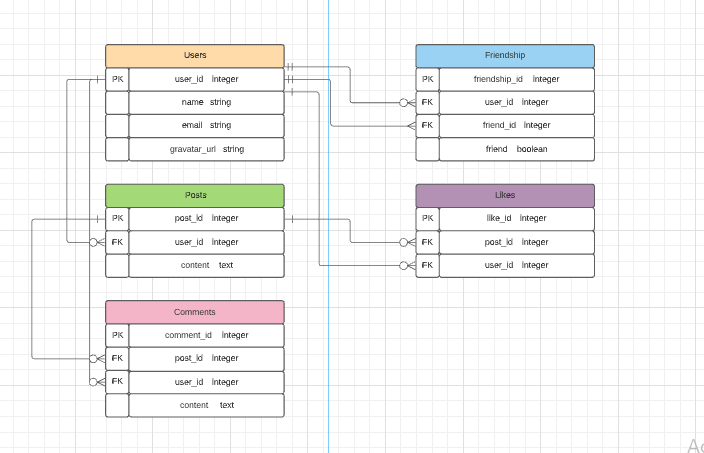 Users
PK user_id integer
name string
email string
gravatar_url string
Friendship
PK friendship_id integer
FK user_id integer
FK friend_id integer
friend boolean
Posts
PK post_id integer
FK user_id integer
content text
Likes
PK like_id integer
FK post_id integer
FK user_id integer
Comments
PK comment_id integer
FK post_id integer
FK user_id integer
content text